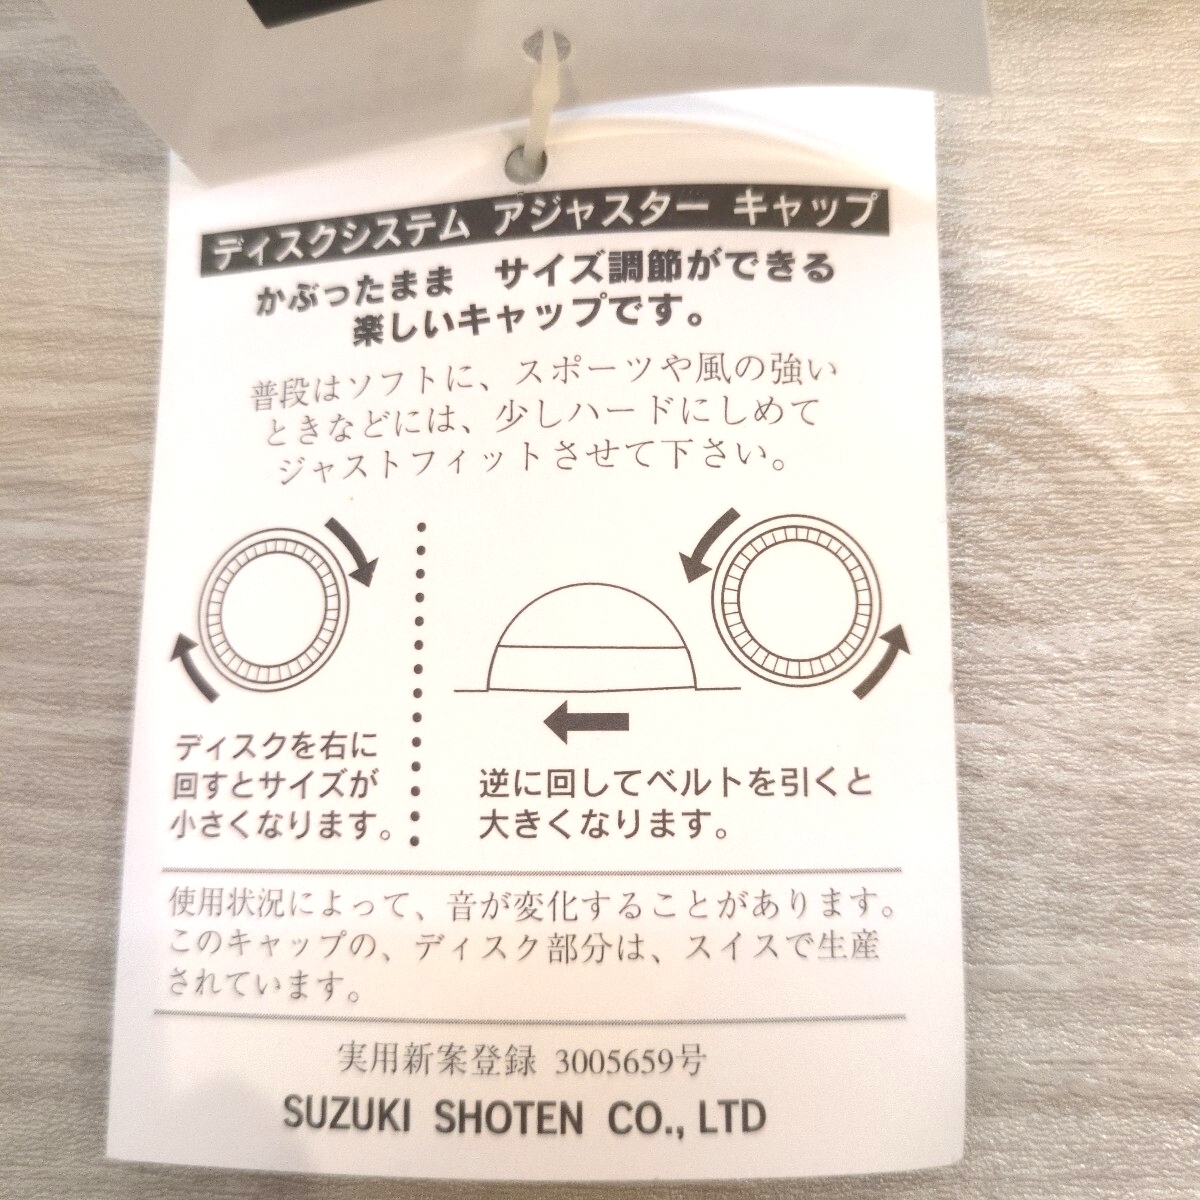 ディスクシステム アジャスター キャップ
かぶったまま サイズ調節ができる
楽しいキャップです。
普段はソフトに、スポーツや風の強い
ときなどには、少しハードにしめて
ジャストフィットさせて下さい。
ディスクを右に
回すとサイズが
小さくなります。
逆に回してベルトを引くと
大きくなります。
使用状況によって、音が変化することがあります。
このキャップの、ディスク部分は、スイスで生産
されています。
実用新案登録 3005659号
SUZUKI SHOTEN CO., LTD